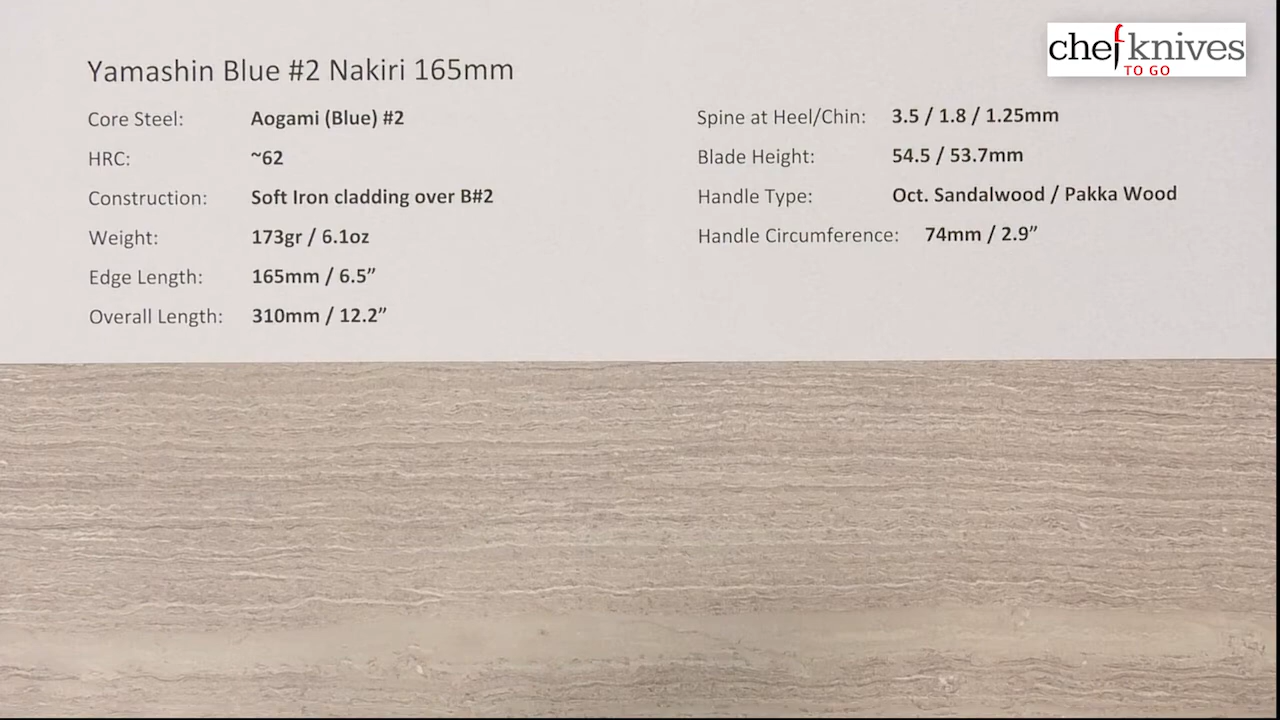 chefknives
TO GO
Yamashin Blue #2 Nakiri 165mm
Core Steel: Aogami (Blue) #2
HRC: ~62
Construction: Soft Iron cladding over B#2
Weight: 173gr / 6.1oz
Edge Length: 165mm / 6.5”
Overall Length: 310mm / 12.2”
Spine at Heel/Chin: 3.5 / 1.8 / 1.25mm
Blade Height: 54.5 / 53.7mm
Handle Type: Oct. Sandalwood / Pakka Wood
Handle Circumference: 74mm / 2.9”